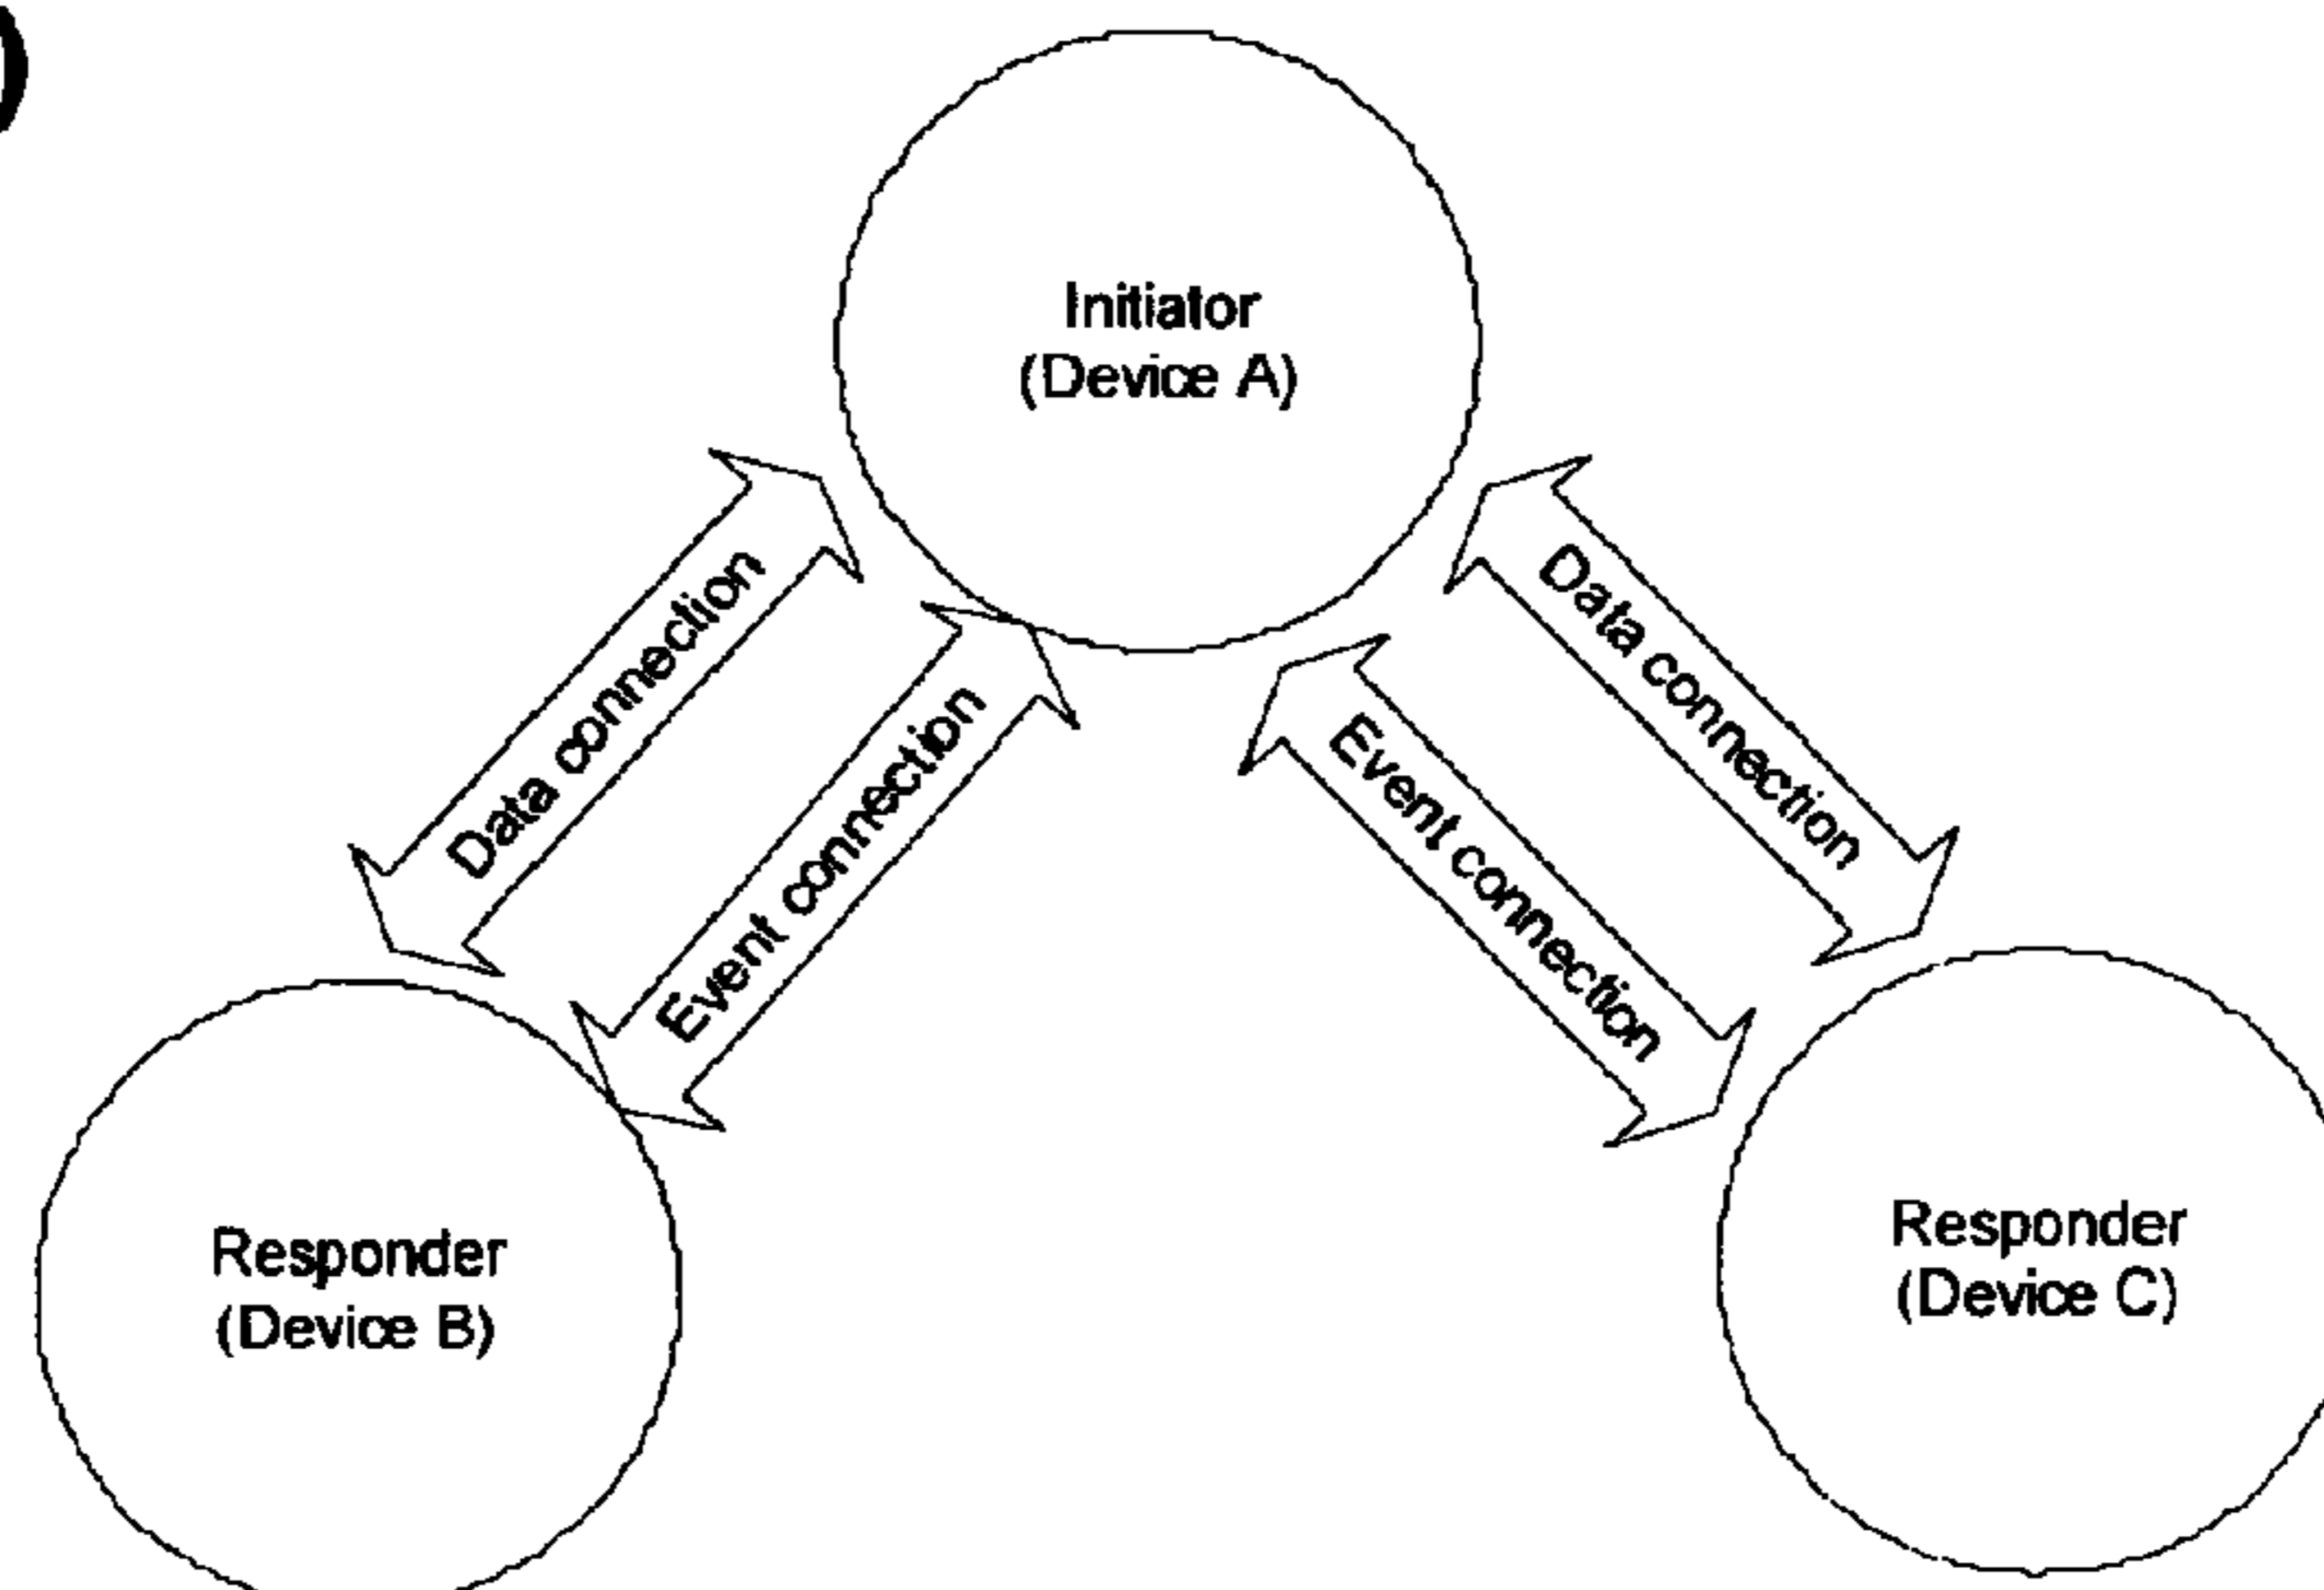 Initiator
(Device A)
Data connection
Event connection
Event connection
Data connection
Responder
(Device B)
Responder
(Device C)